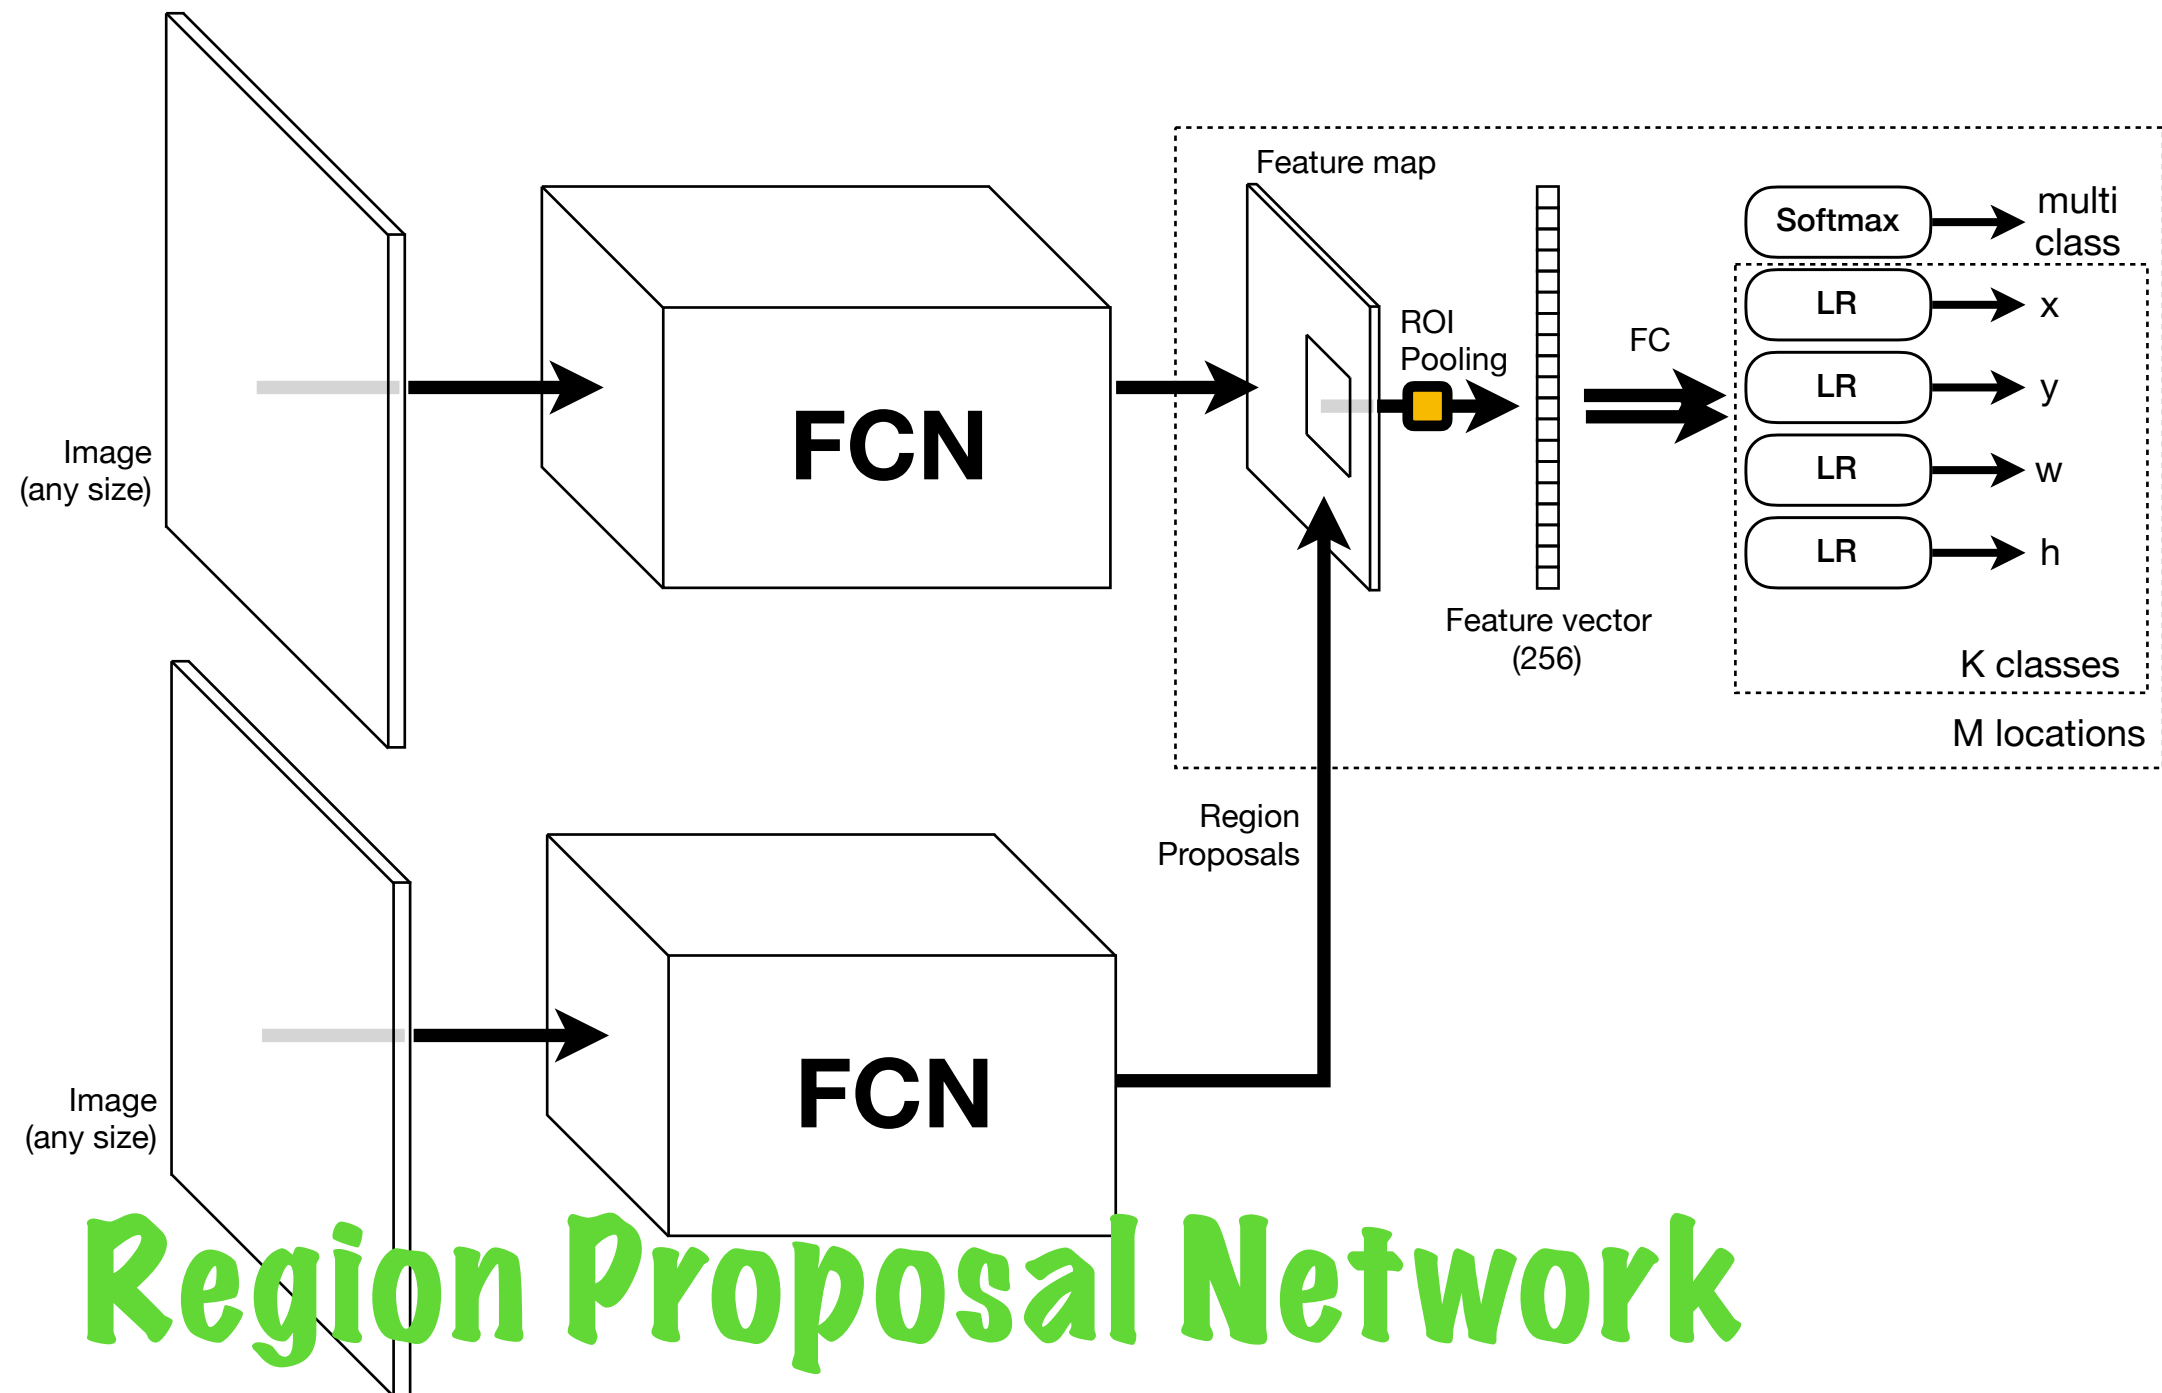 Image
(any size)
FCN
Feature map
ROI
Pooling
Feature vector
(256)
FC
Softmax
multi
class
LR
x
LR
y
LR
w
LR
h
K classes
M locations
Region
Proposals
Image
(any size)
FCN
Region Proposal Network